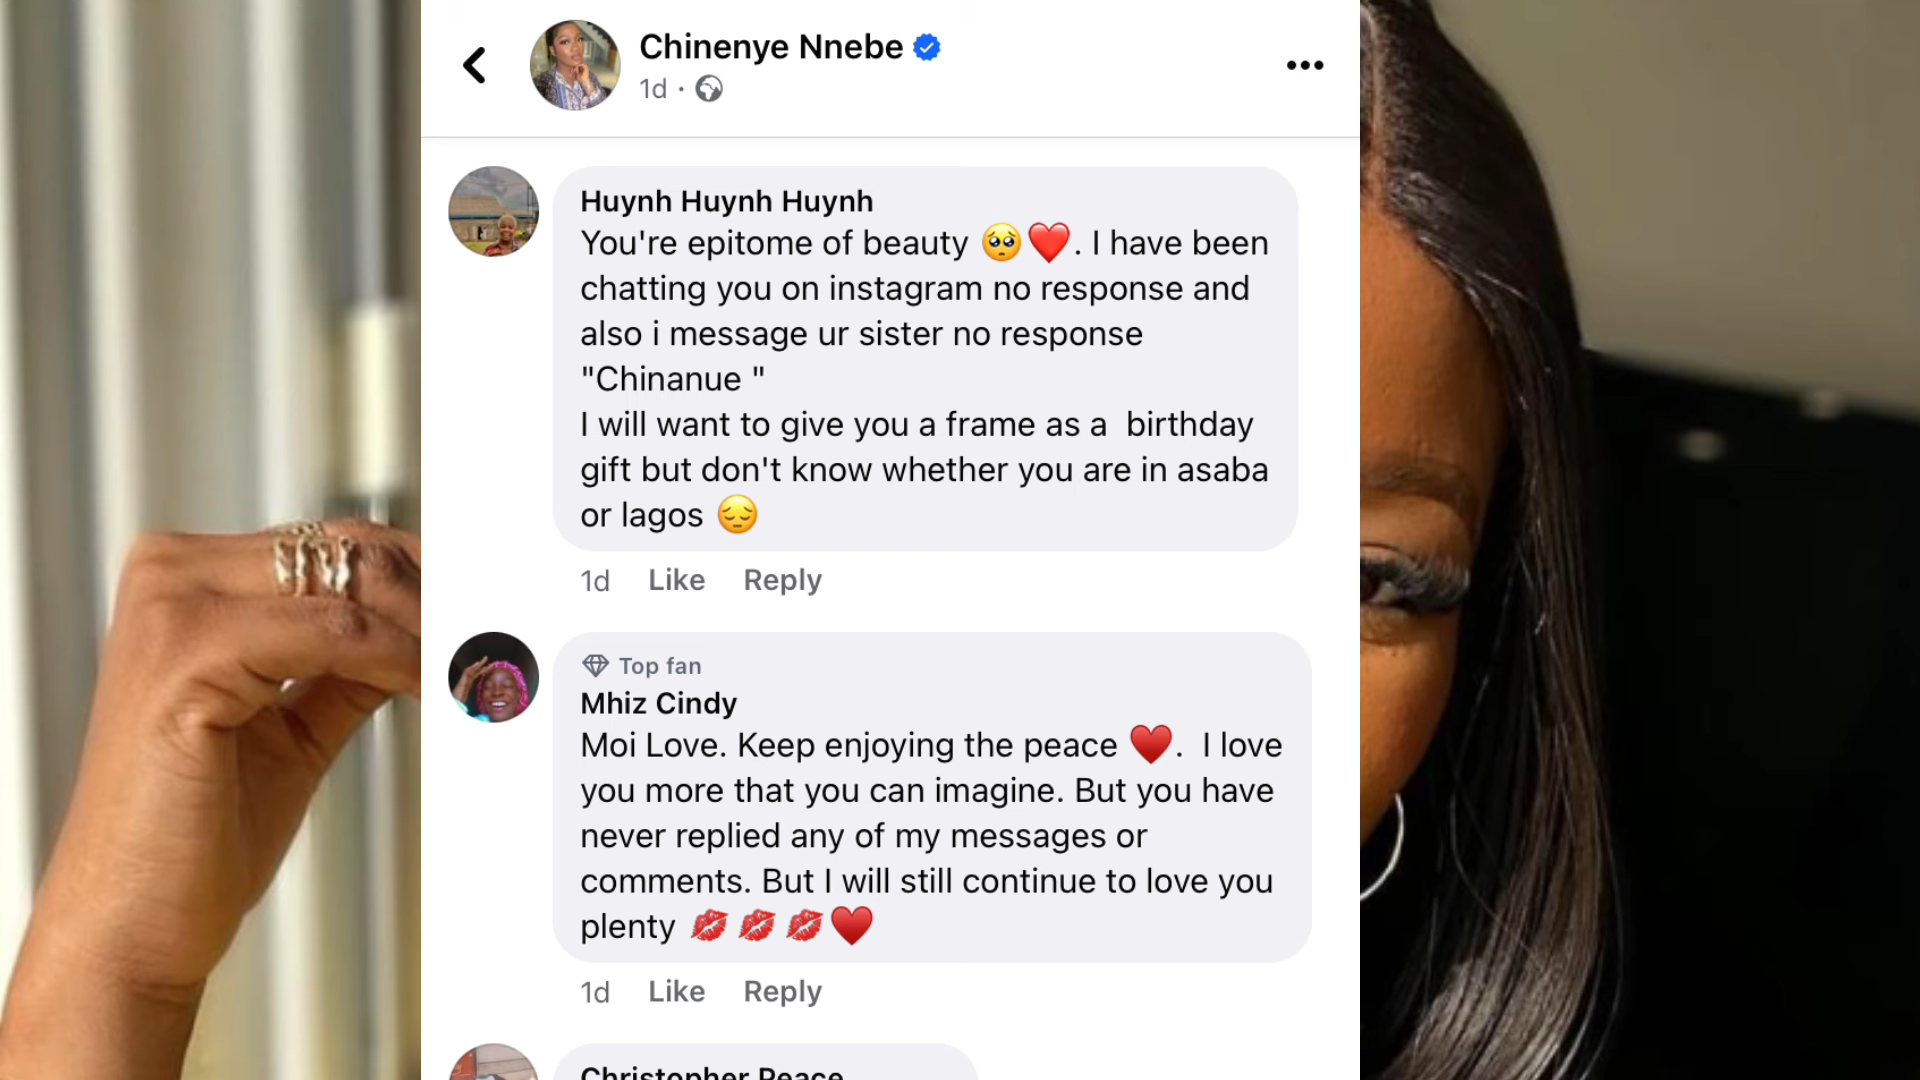 Chinenye Nnebe
1d ·
Huynh Huynh Huynh
You're epitome of beauty 🥺❤️. I have been
chatting you on instagram no response and
also i message ur sister no response
"Chinanue "
I will want to give you a frame as a  birthday
gift but don't know whether you are in asaba
or lagos 😔
1d Like Reply
Top fan
Mhiz Cindy
Moi Love. Keep enjoying the peace ♥️.  I love
you more that you can imagine. But you have
never replied any of my messages or
comments. But I will still continue to love you
plenty 💋💋💋♥️
1d Like Reply
Christopher Peace